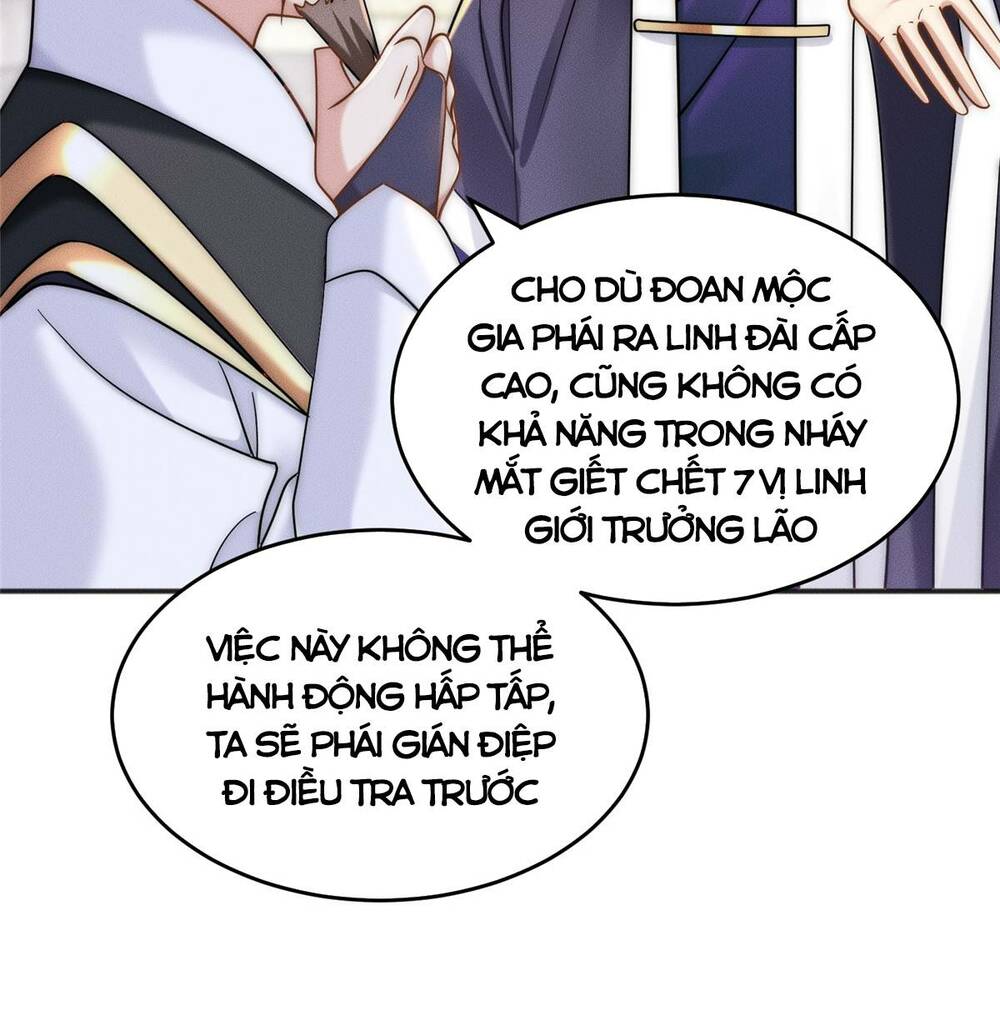 CHO DÙ ĐOAN MỘC
GIA PHÁI RA LINH ĐÀI CẤP
CAO, CŨNG KHÔNG CÓ
KHẢ NĂNG TRONG NHÁY
MẮT GIẾT CHẾT 7 VỊ LINH
GIỚI TRƯỞNG LÃO
VIỆC NÀY KHÔNG THỂ
HÀNH ĐỘNG HẤP TẤP,
TA SẼ PHÁI GIÁN ĐIỆP
ĐI ĐIỀU TRA TRƯỚC